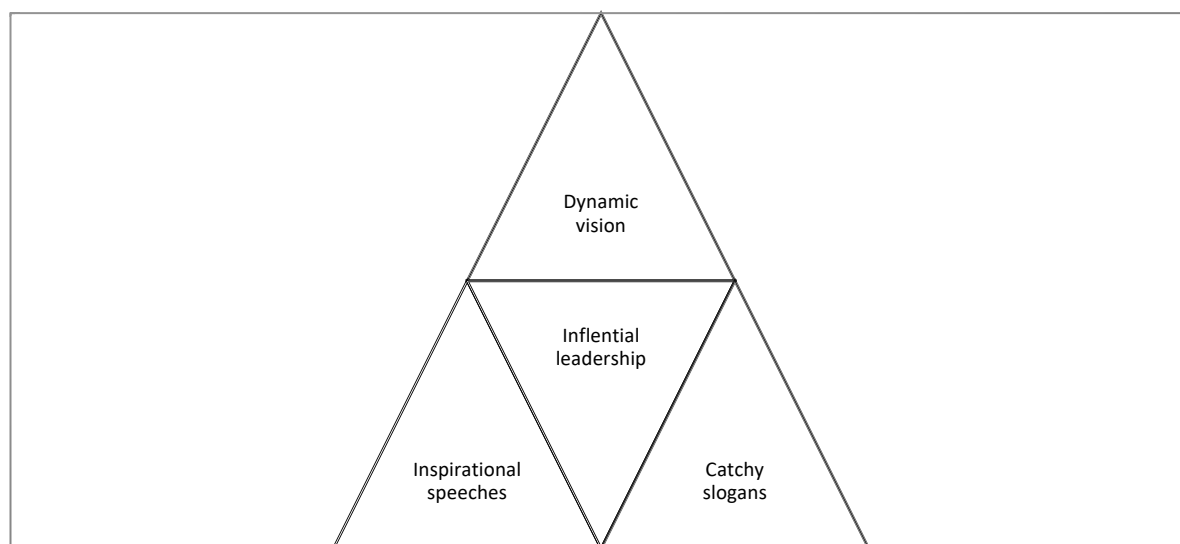 Dynamic
vision
Inflential
leadership
Inspirational
speeches
Catchy
slogans